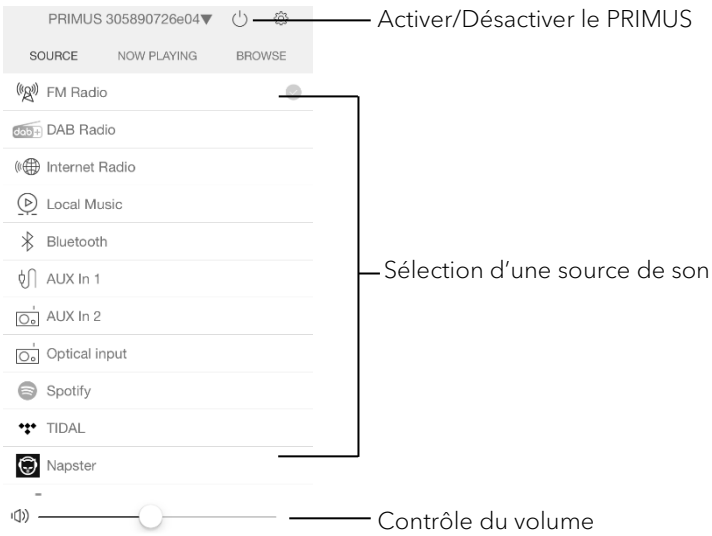 PRIMUS 305890726e04▼
Activer/Désactiver le PRIMUS
SOURCE NOW PLAYING BROWSE
FM Radio
dab+ DAB Radio
Internet Radio
Local Music
Bluetooth
Sélection d'une source de son
AUX In 1
AUX In 2
Optical input
Spotify
TIDAL
Napster
Contrôle du volume